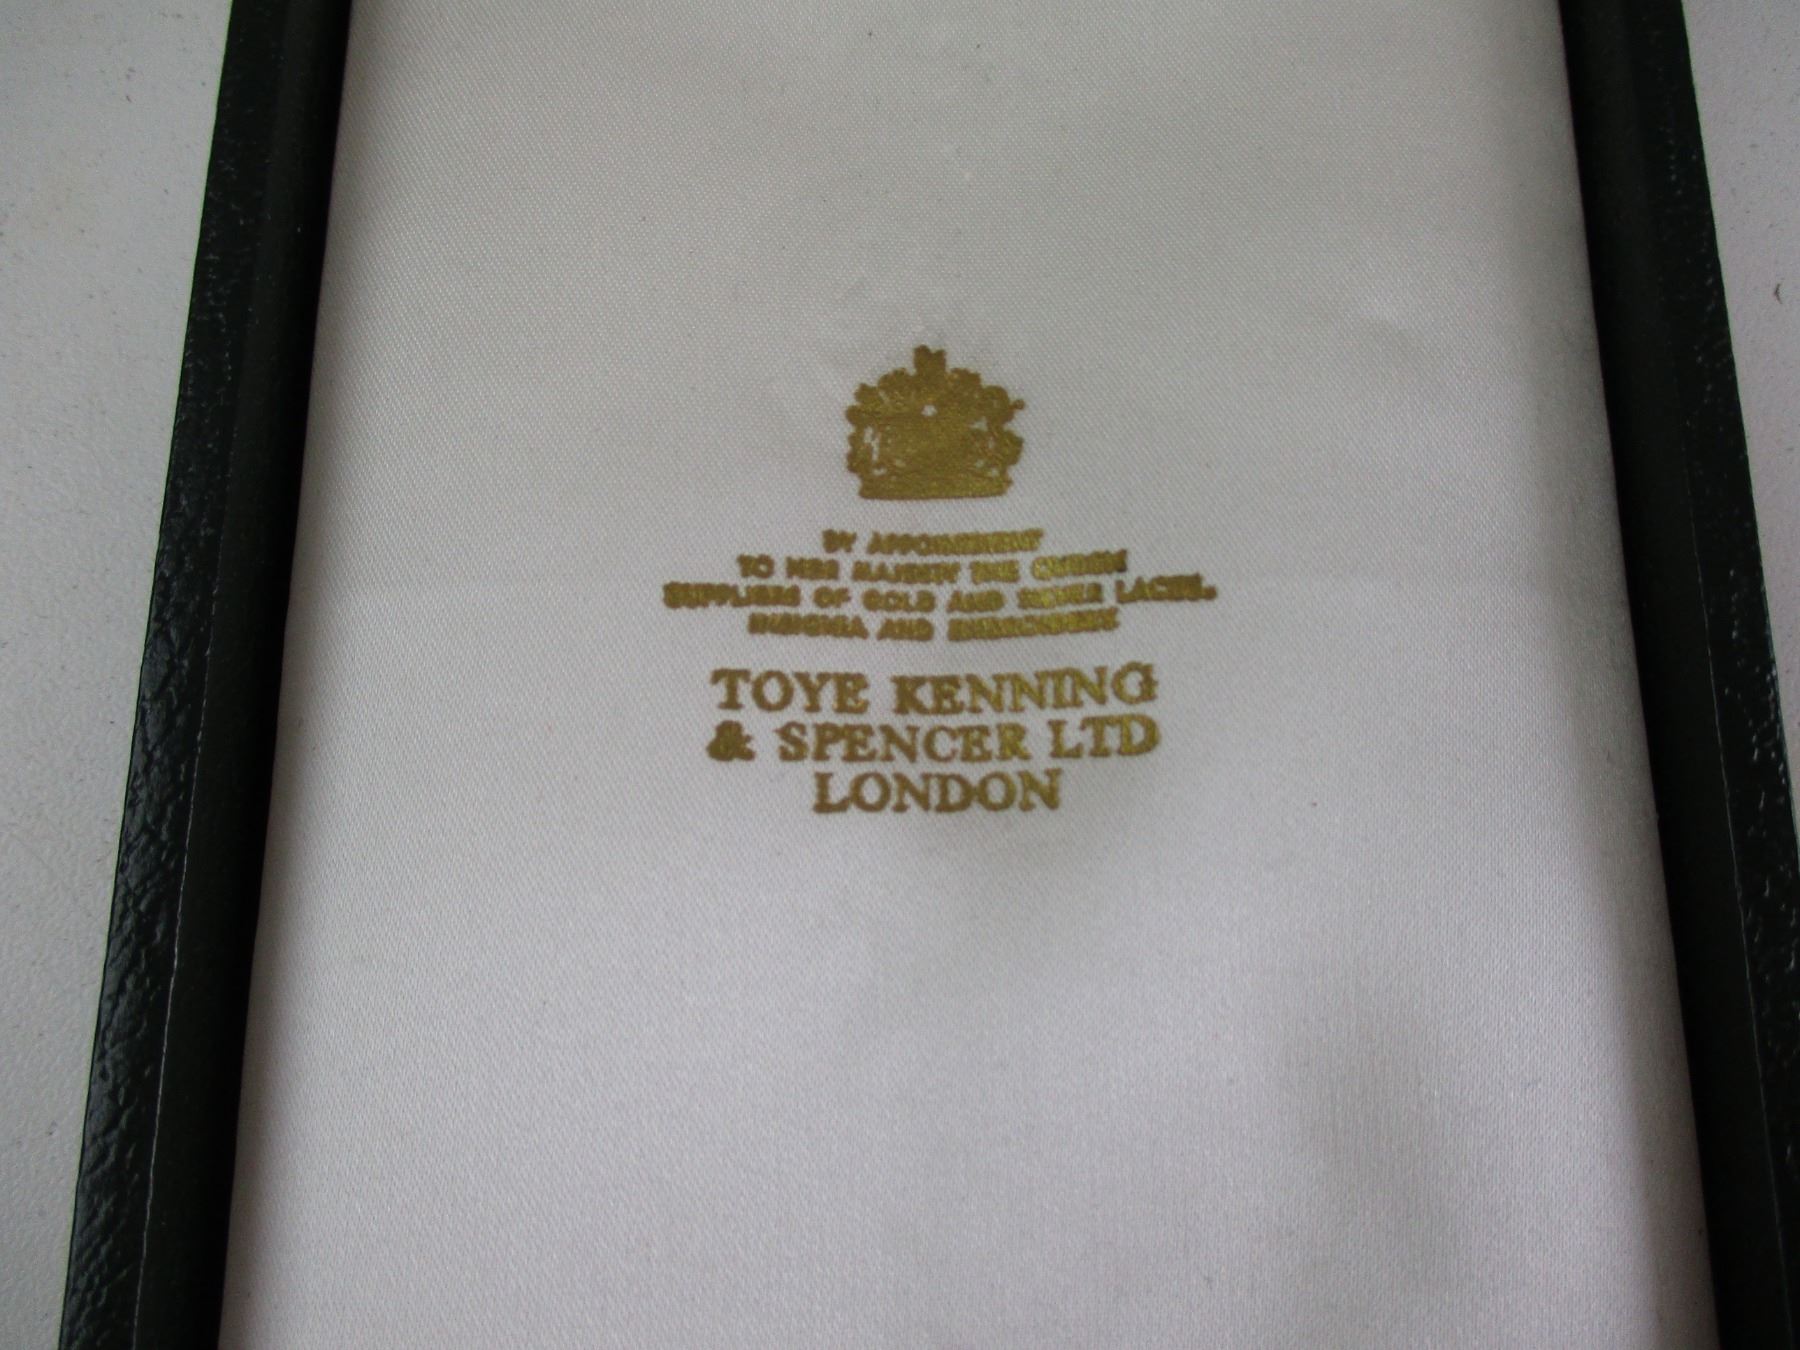 BY APPOINTMENT
TO HER MAJESTY THE QUEEN
SUPPLIERS OF GOLD AND SILVER LACES,
INSIGNIA AND EMBROIDERY
TOYE KENNING
& SPENCER LTD
LONDON